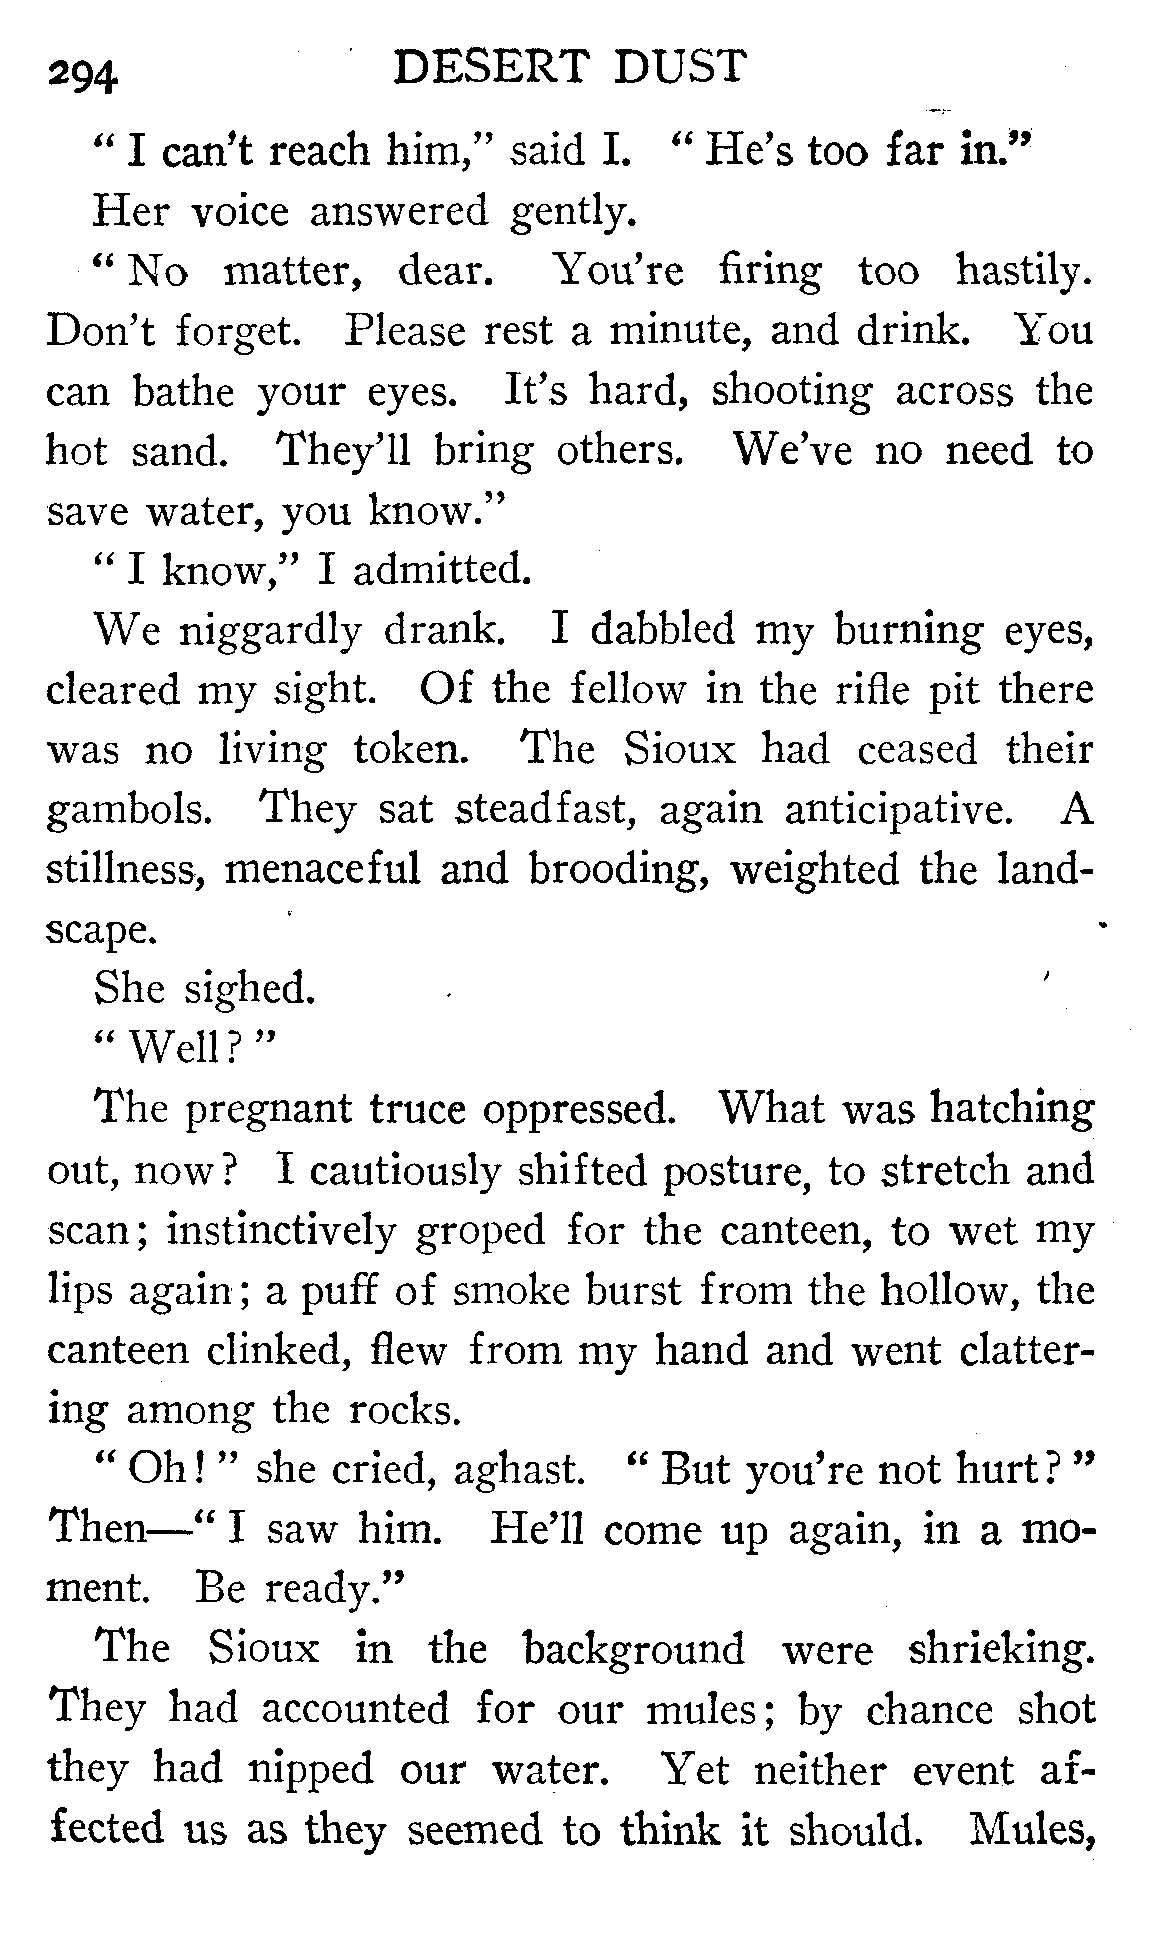 294 DESERT DUST
“ I can't reach him,” said I. “ He's too far in.”
Her voice answered gently.
“ No matter, dear. You're firing too hastily.
Don't forget. Please rest a minute, and drink. You
can bathe your eyes. It's hard, shooting across the
hot sand. They'll bring others. We've no need to
save water, you know.”
“ I know,” I admitted.
We niggardly drank. I dabbled my burning eyes,
cleared my sight. Of the fellow in the rifle pit there
was no living token. The Sioux had ceased their
gambols. They sat steadfast, again anticipative. A
stillness, menaceful and brooding, weighted the land-
scape.
She sighed.
“ Well? ”
The pregnant truce oppressed. What was hatching
out, now? I cautiously shifted posture, to stretch and
scan; instinctively groped for the canteen, to wet my
lips again; a puff of smoke burst from the hollow, the
canteen clinked, flew from my hand and went clatter-
ing among the rocks.
“ Oh! ” she cried, aghast. “ But you're not hurt? ”
Then—“ I saw him. He'll come up again, in a mo-
ment. Be ready.”
The Sioux in the background were shrieking.
They had accounted for our mules; by chance shot
they had nipped our water. Yet neither event af-
fected us as they seemed to think it should. Mules,